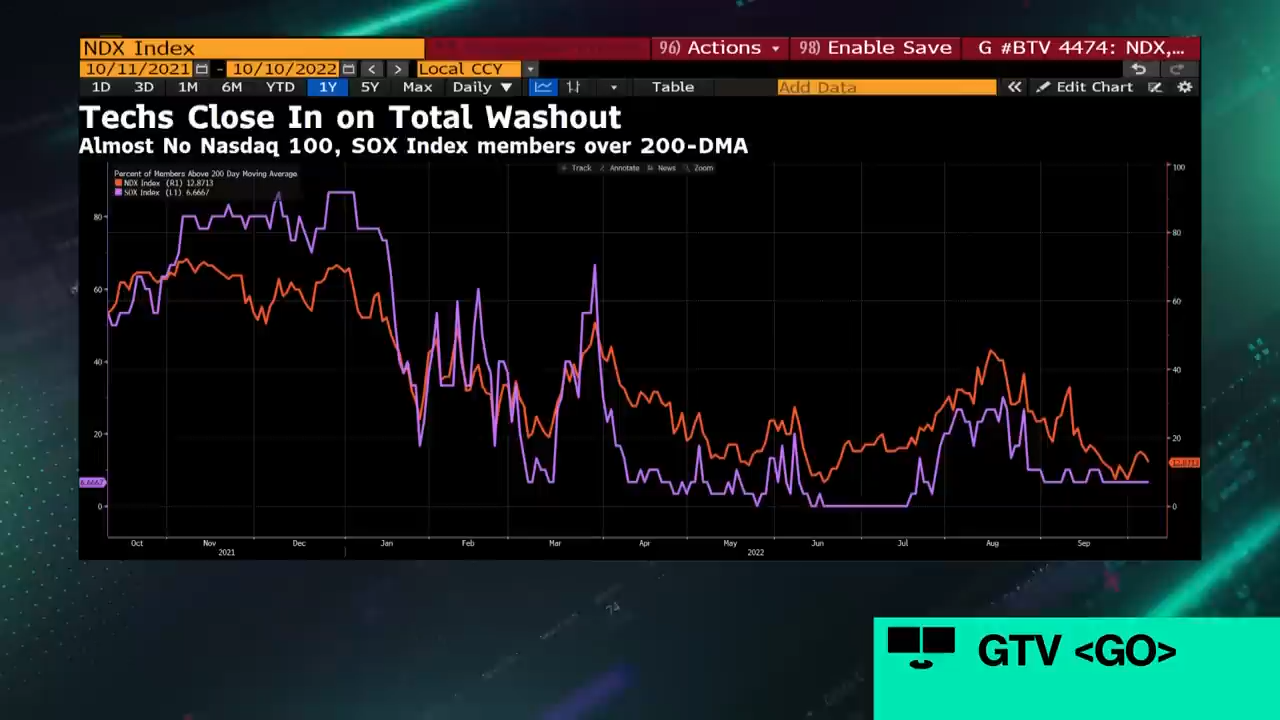 NDX Index
96) Actions
98) Enable Save
G #BTV 4474: NDX,...
10/11/2021 - 10/10/2022 < > Local CCY
1D 3D 1M 6M YTD 1Y 5Y Max Daily ▼ Table Add Data « Edit Chart
Techs Close In on Total Washout
Almost No Nasdaq 100, SOX Index members over 200-DMA
Track Annotate News Zoom
Percent of Members Above 200 Day Moving Average
NDX Index (R1) 12.8713
SOX Index (L1) 6.6667
80
60
40
20
0
6.6667
100
80
60
40
20
0
12.8713
Oct Nov Dec Jan Feb Mar Apr May Jun Jul Aug Sep
2021 2022
74
GTV <GO>